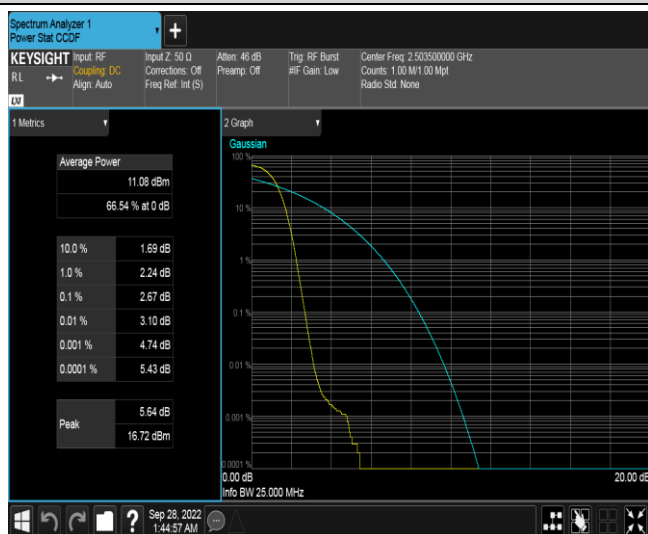 Spectrum Analyzer 1
Power Stat CCDF
KEYSIGHT
RL
LXI
Input: RF
Coupling: DC
Align: Auto
Input Z: 50 Ω
Corrections: Off
Freq Ref: Int (S)
Atten: 46 dB
Preamp: Off
Trig: RF Burst
#IF Gain: Low
Center Freq: 2.503500000 GHz
Counts: 1.00 M/1.00 Mpt
Radio Std: None
1 Metrics
Average Power
11.08 dBm
66.54 % at 0 dB
10.0 % 1.69 dB
1.0 % 2.24 dB
0.1 % 2.67 dB
0.01 % 3.10 dB
0.001 % 4.74 dB
0.0001 % 5.43 dB
Peak
5.64 dB
16.72 dBm
2 Graph
Gaussian
100 %
10 %
1 %
0.1 %
0.01 %
0.001 %
0.0001 %
0.00 dB
20.00 dB
Info BW 25.000 MHz
?
Sep 28, 2022
1:44:57 AM